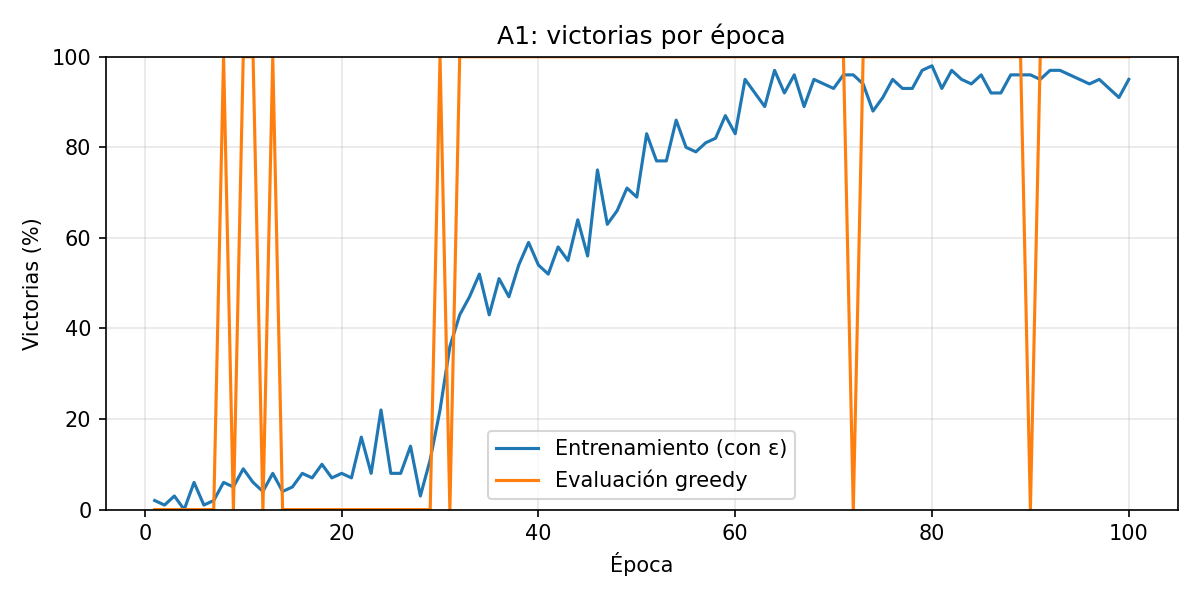 A1: victorias por época
Victorias (%)
100
80
60
40
20
0
Entrenamiento (con ε)
Evaluación greedy
0 20 40 60 80 100
Época